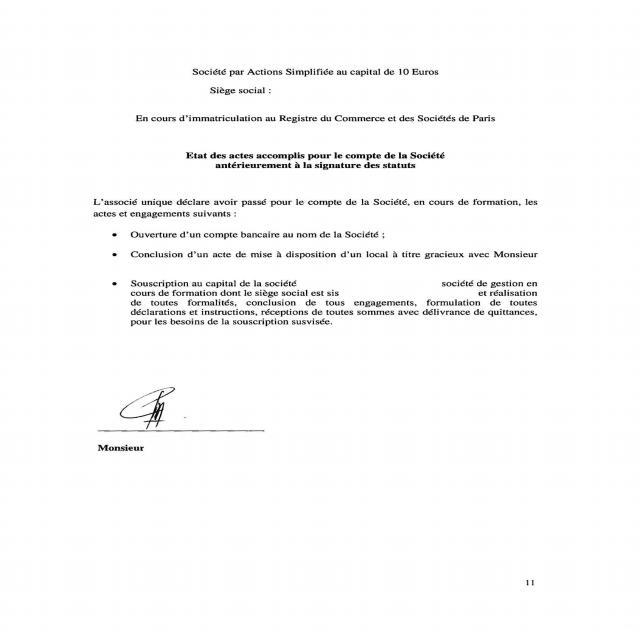 Société par Actions Simplifiée au capital de 10 Euros
Siège social :
En cours d'immatriculation au Registre du Commerce et des Sociétés de Paris
Etat des actes accomplis pour le compte de la Société
antérieurement à la signature des statuts
L'associé unique déclare avoir passé pour le compte de la Société, en cours de formation, les
actes et engagements suivants :
• Ouverture d'un compte bancaire au nom de la Société ;
• Conclusion d'un acte de mise à disposition d'un local à titre gracieux avec Monsieur
• Souscription au capital de la société société de gestion en
cours de formation dont le siège social est sis et réalisation
de toutes formalités, conclusion de tous engagements, formulation de toutes
déclarations et instructions, réceptions de toutes sommes avec délivrance de quittances,
pour les besoins de la souscription susvisée.
Monsieur
11